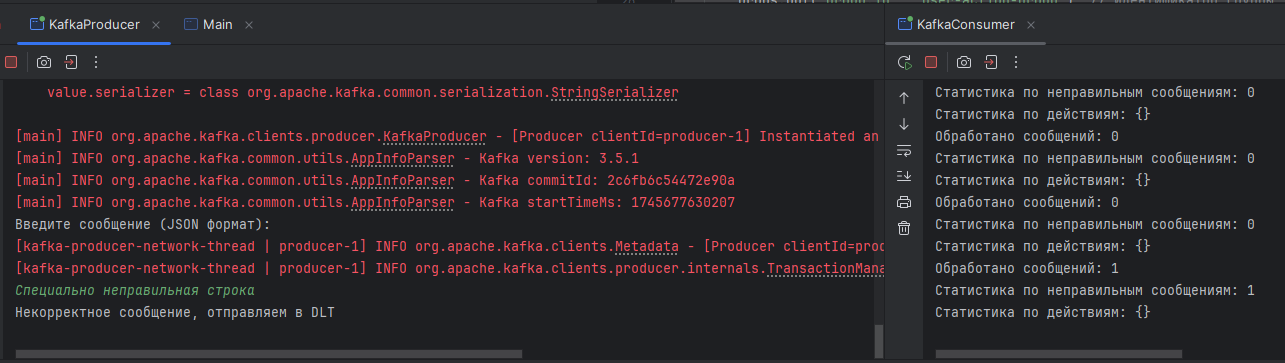 KafkaProducer
Main
KafkaConsumer
value.serializer = class org.apache.kafka.common.serialization.StringSerializer
[main] INFO org.apache.kafka.clients.producer.KafkaProducer - [Producer clientId=producer-1] Instantiated an
[main] INFO org.apache.kafka.common.utils.AppInfoParser - Kafka version: 3.5.1
[main] INFO org.apache.kafka.common.utils.AppInfoParser - Kafka commitId: 2c6fb6c54472e90a
[main] INFO org.apache.kafka.common.utils.AppInfoParser - Kafka startTimeMs: 1745677630207
Введите сообщение (JSON формат):
[kafka-producer-network-thread | producer-1] INFO org.apache.kafka.clients.Metadata - [Producer clientId=prod
[kafka-producer-network-thread | producer-1] INFO org.apache.kafka.clients.producer.internals.TransactionMana
Специально неправильная строка
Некорректное сообщение, отправляем в DLT
Статистика по неправильным сообщениям: 0
Статистика по действиям: {}
Обработано сообщений: 0
Статистика по неправильным сообщениям: 0
Статистика по действиям: {}
Обработано сообщений: 0
Статистика по неправильным сообщениям: 0
Статистика по действиям: {}
Обработано сообщений: 1
Статистика по неправильным сообщениям: 1
Статистика по действиям: {}